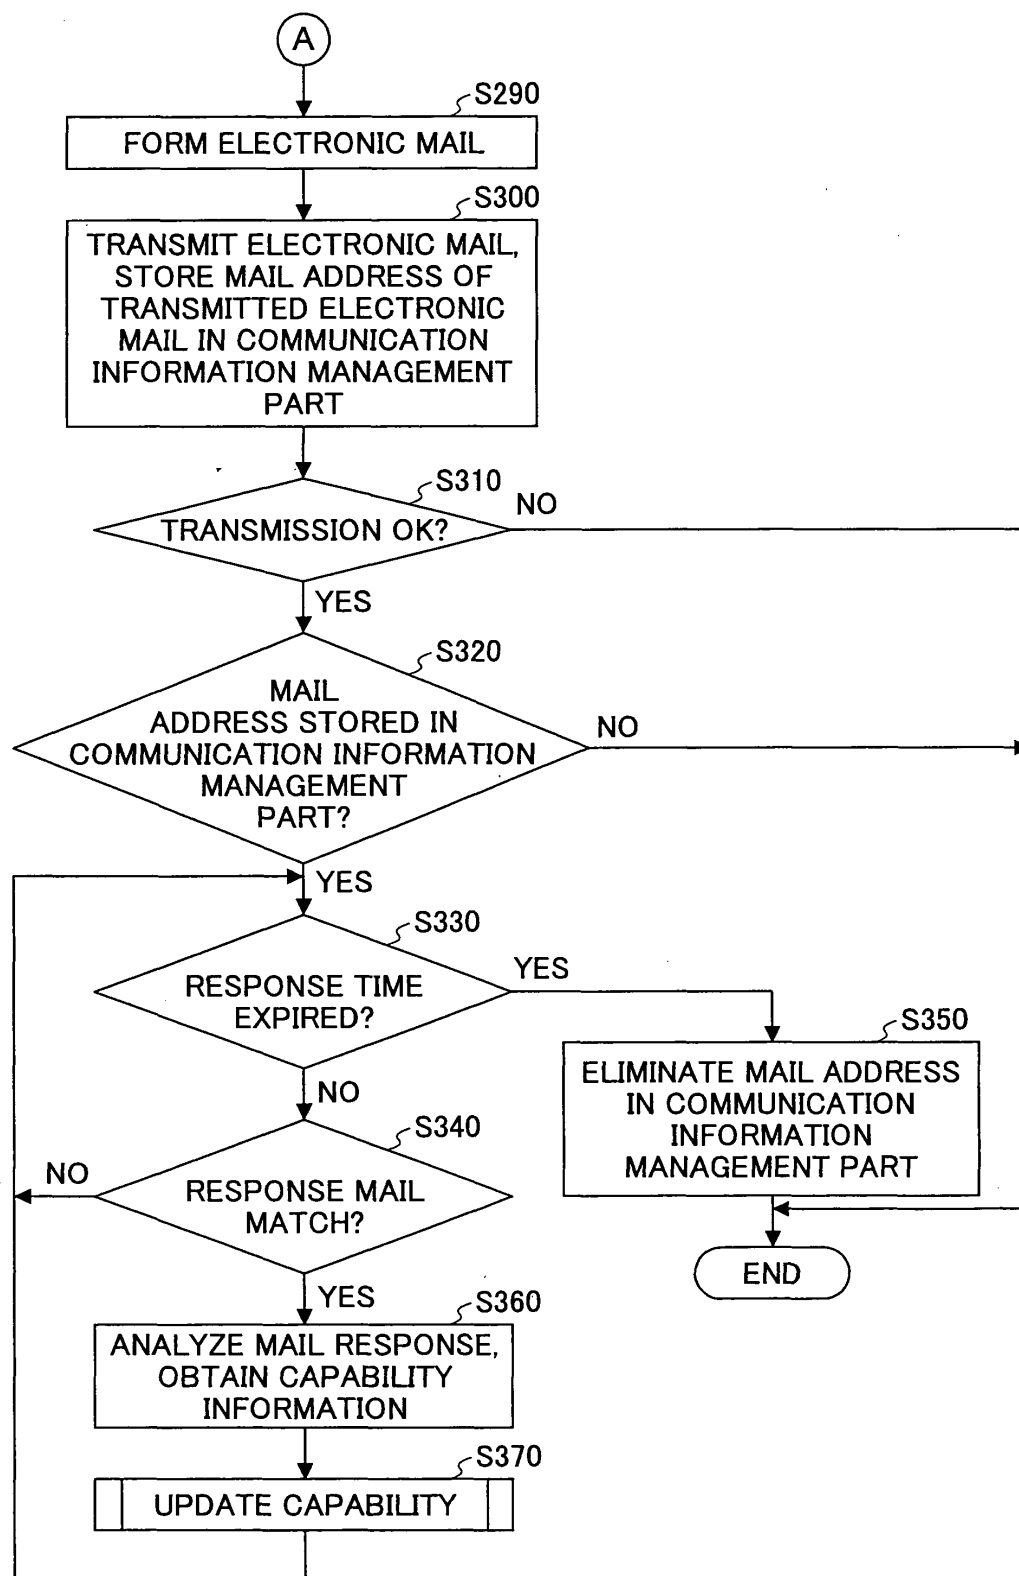 A
S290
FORM ELECTRONIC MAIL
S300
TRANSMIT ELECTRONIC MAIL,
STORE MAIL ADDRESS OF
TRANSMITTED ELECTRONIC
MAIL IN COMMUNICATION
INFORMATION MANAGEMENT
PART
S310
NO
TRANSMISSION OK?
YES
S320
MAIL
ADDRESS STORED IN
COMMUNICATION INFORMATION
MANAGEMENT
PART?
NO
YES
S330
YES
RESPONSE TIME
EXPIRED?
S350
ELIMINATE MAIL ADDRESS
IN COMMUNICATION
INFORMATION
MANAGEMENT PART
NO
S340
NO
RESPONSE MAIL
MATCH?
END
YES
S360
ANALYZE MAIL RESPONSE,
OBTAIN CAPABILITY
INFORMATION
S370
UPDATE CAPABILITY